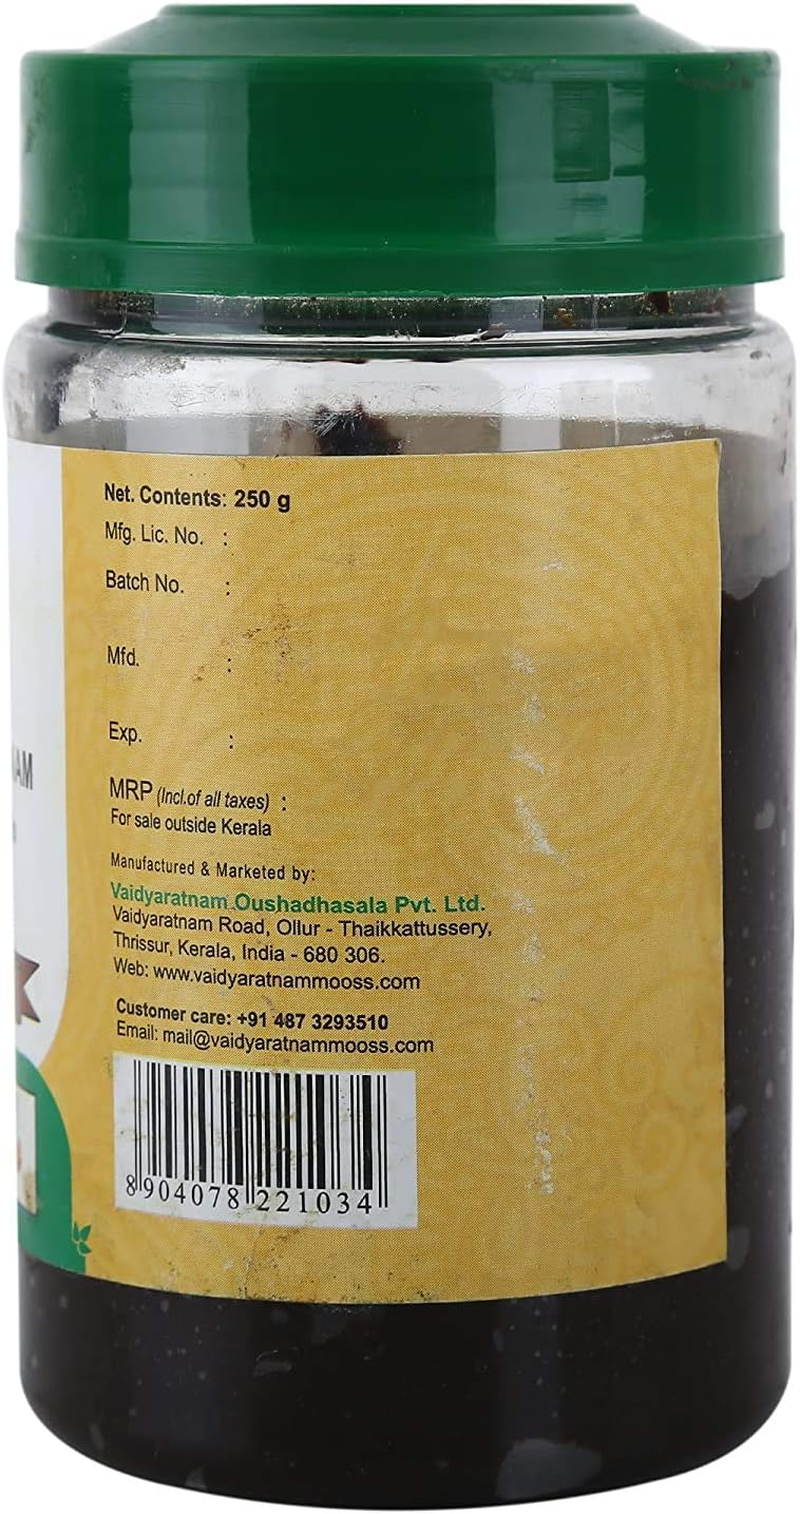 Net. Contents: 250 g
Mfg. Lic. No. :
Batch No. :
Mfd. :
Exp. :
MRP (Incl.of all taxes) :
For sale outside Kerala
Manufactured & Marketed by:
Vaidyaratnam Oushadhasala Pvt. Ltd.
Vaidyaratnam Road, Ollur - Thaikkattussery,
Thrissur, Kerala, India - 680 306.
Web: www.vaidyaratnammooss.com
Customer care: +91 487 3293510
Email: mail@vaidyaratnammooss.com
8904078221034